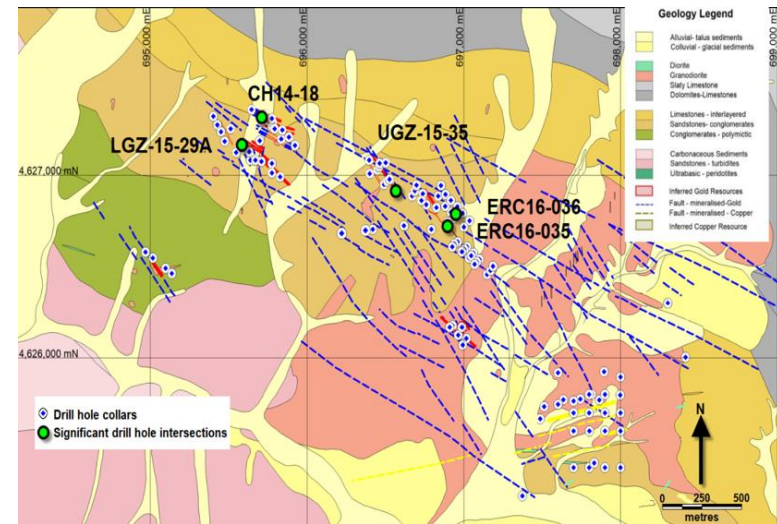 695,000 mE
696,000 mE
697,000 mE
698,000 mE
699,000 mE
Geology Legend
Alluvial- talus sediments
Colluvial - glacial sediments
Diorite
Granodiorite
Slaty Limestone
Dolomites-Limestones
Limestones - interlayered
Sandstones- conglomerates
Conglomerates - polymictic
Carbonaceous Sediments
Sandstones - turbidites
Ultrabasic - peridotites
Inferred Gold Resources
Fault - mineralised-Gold
Fault - mineralised - Copper
Inferred Copper Resource
CH14-18
LGZ-15-29A
UGZ-15-35
4,627,000 mN
ERC16-036
ERC16-035
4,626,000 mN
Drill hole collars
Significant drill hole intersections
N
0 250 500
metres